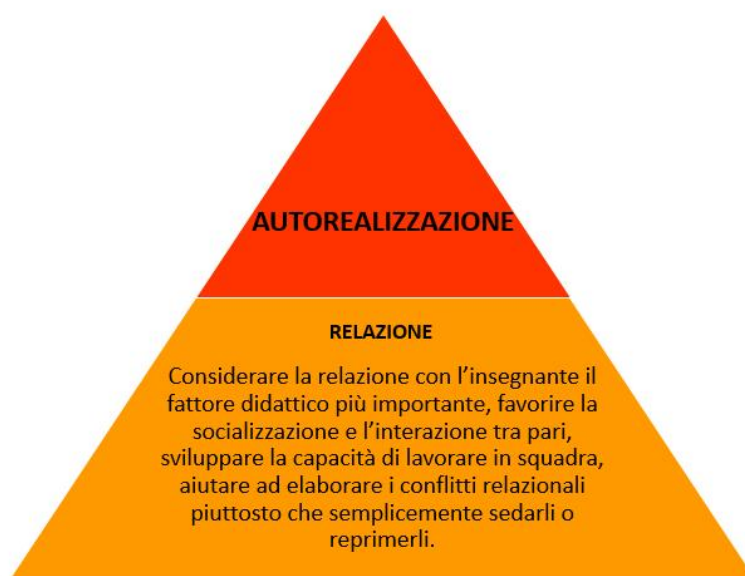 AUTOREALIZZAZIONE
RELAZIONE
Considerare la relazione con l'insegnante il
fattore didattico più importante, favorire la
socializzazione e l'interazione tra pari,
sviluppare la capacità di lavorare in squadra,
aiutare ad elaborare i conflitti relazionali
piuttosto che semplicemente sedarli o
reprimerli.